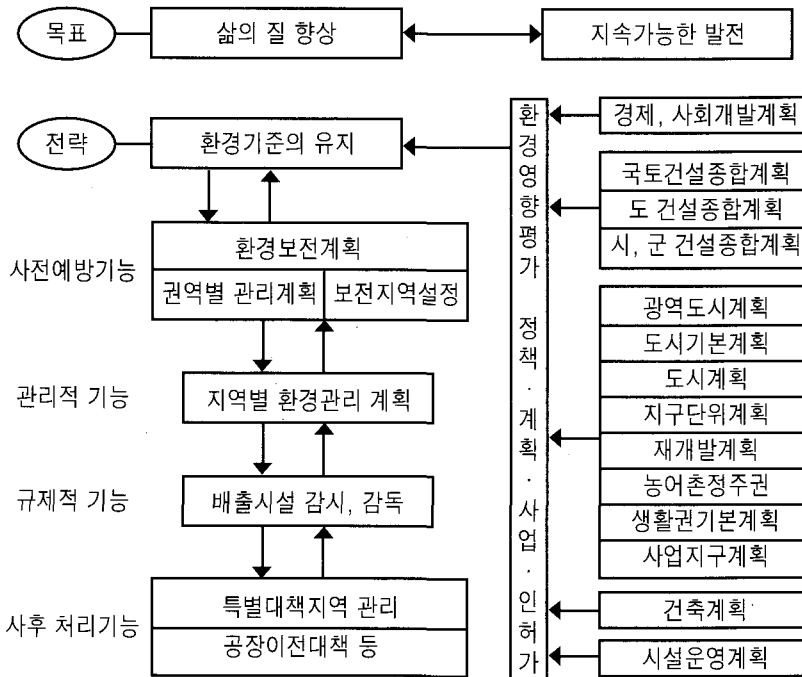 목표
삶의 질 향상
지속가능한 발전
전략
환경기준의 유지
사전예방기능
환경보전계획
권역별 관리계획
보전지역설정
관리적 기능
지역별 환경관리 계획
규제적 기능
배출시설 감시, 감독
사후 처리기능
특별대책지역 관리
공장이전대책 등
환경영향평가 정책·계획·사업·인허가
경제, 사회개발계획
국토건설종합계획
도 건설종합계획
시, 군 건설종합계획
광역도시계획
도시기본계획
도시계획
지구단위계획
재개발계획
농어촌정주권
생활권기본계획
사업지구계획
건축계획
시설운영계획